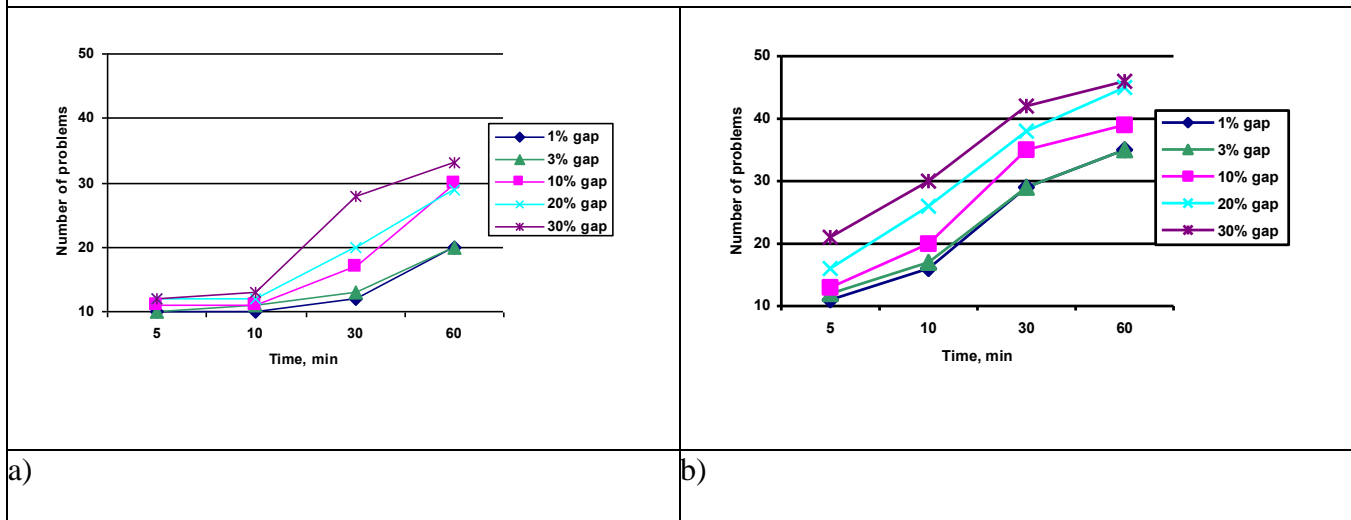 50
40
30
20
10
Number of problems
5 10 30 60
Time, min
1% gap
3% gap
10% gap
20% gap
30% gap
50
40
30
20
10
Number of problems
5 10 30 60
Time, min
1% gap
3% gap
10% gap
20% gap
30% gap
a) b)